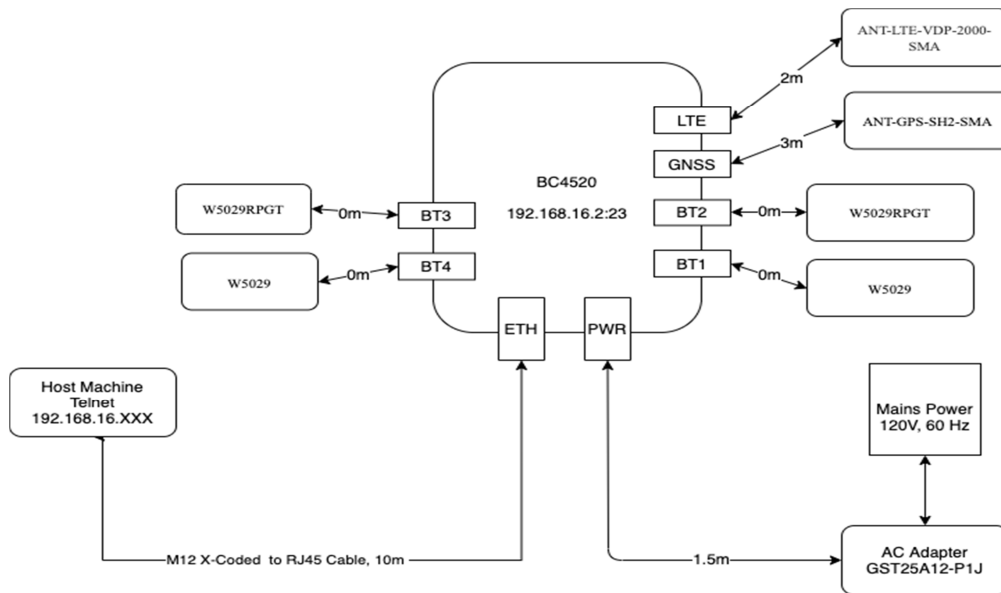 ANT-LTE-VDP-2000-
SMA
2m
LTE
ANT-GPS-SH2-SMA
3m
GNSS
BC4520
192.168.16.2:23
W5029RPGT
0m
BT3
BT2
0m
W5029RPGT
W5029
0m
BT4
BT1
0m
W5029
ETH
PWR
Host Machine
Telnet
192.168.16.XXX
Mains Power
120V, 60 Hz
M12 X-Coded to RJ45 Cable, 10m
1.5m
AC Adapter
GST25A12-P1J